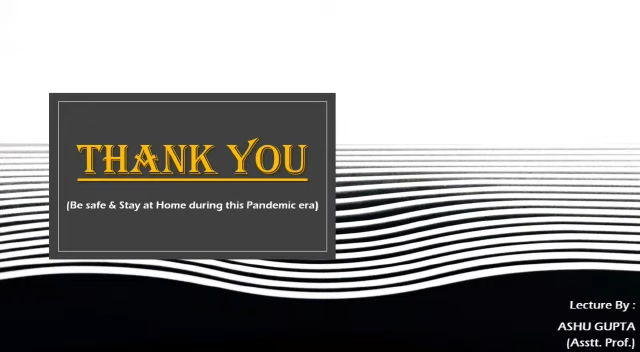 THANK YOU
(Be safe & Stay at Home during this Pandemic era)
Lecture By :
ASHU GUPTA
(Asstt. Prof.)